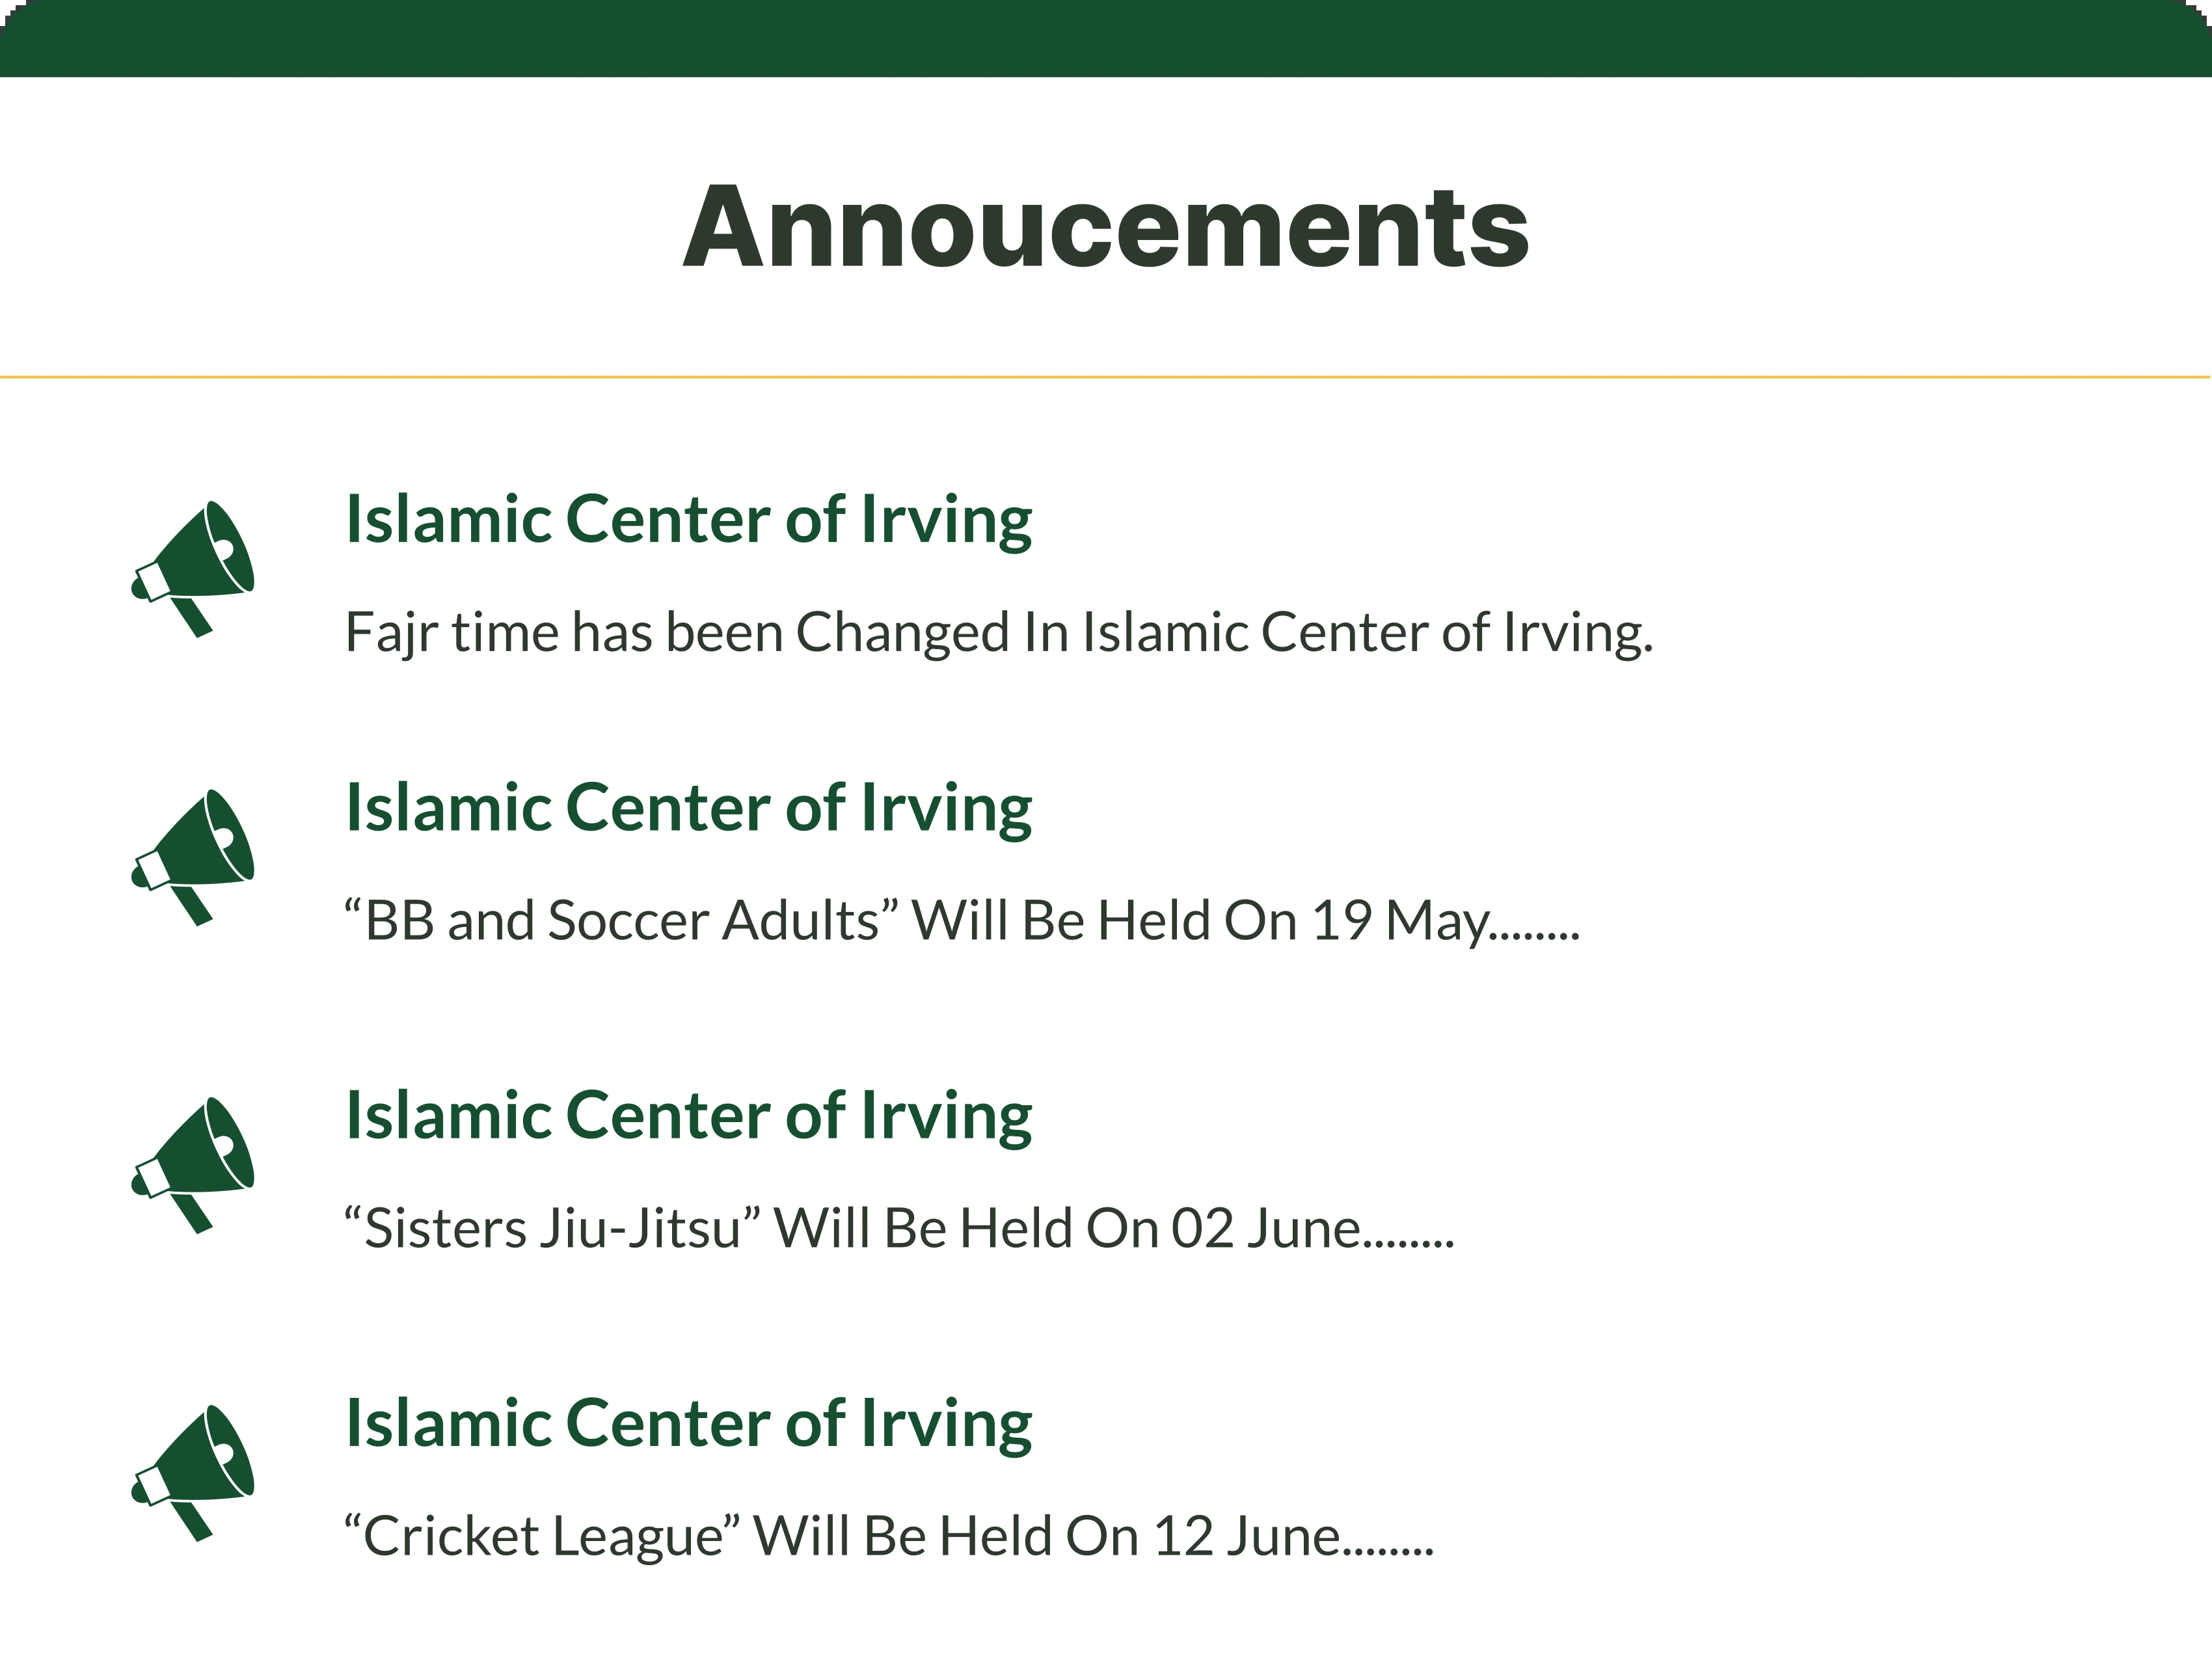 Annoucements
Islamic Center of Irving
Fajr time has been Changed In Islamic Center of Irving.
Islamic Center of Irving
“BB and Soccer Adults” Will Be Held On 19 May........
Islamic Center of Irving
“Sisters Jiu-Jitsu” Will Be Held On 02 June........
Islamic Center of Irving
“Cricket League” Will Be Held On 12 June........